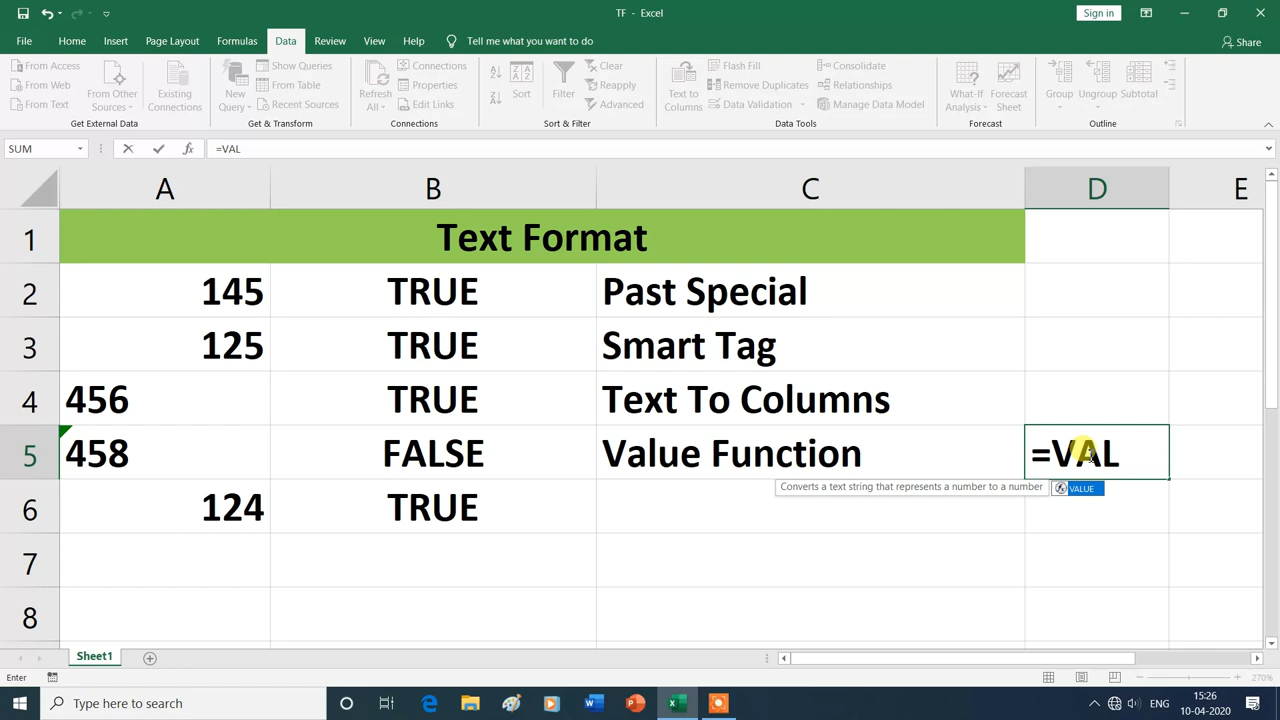 TF - Excel
Sign in
File Home Insert Page Layout Formulas Data Review View Help Tell me what you want to do Share
From Access
From Web
From Text
From Other Sources
Existing Connections
Get External Data
New Query
Show Queries
From Table
Recent Sources
Get & Transform
Refresh All
Connections
Properties
Edit Links
Connections
Sort
Filter
Clear
Reapply
Advanced
Sort & Filter
Text to Columns
Flash Fill
Remove Duplicates
Data Validation
Consolidate
Relationships
Manage Data Model
Data Tools
What-If Analysis
Forecast Sheet
Forecast
Group
Ungroup
Subtotal
Outline
SUM fx =VAL
A B C D E
1 Text Format
2 145 TRUE Past Special
3 125 TRUE Smart Tag
4 456 TRUE Text To Columns
5 458 FALSE Value Function =VAL
Converts a text string that represents a number to a number VALUE
6 124 TRUE
7
8
Sheet1
Enter 270%
Type here to search
ENG
15:26
10-04-2020